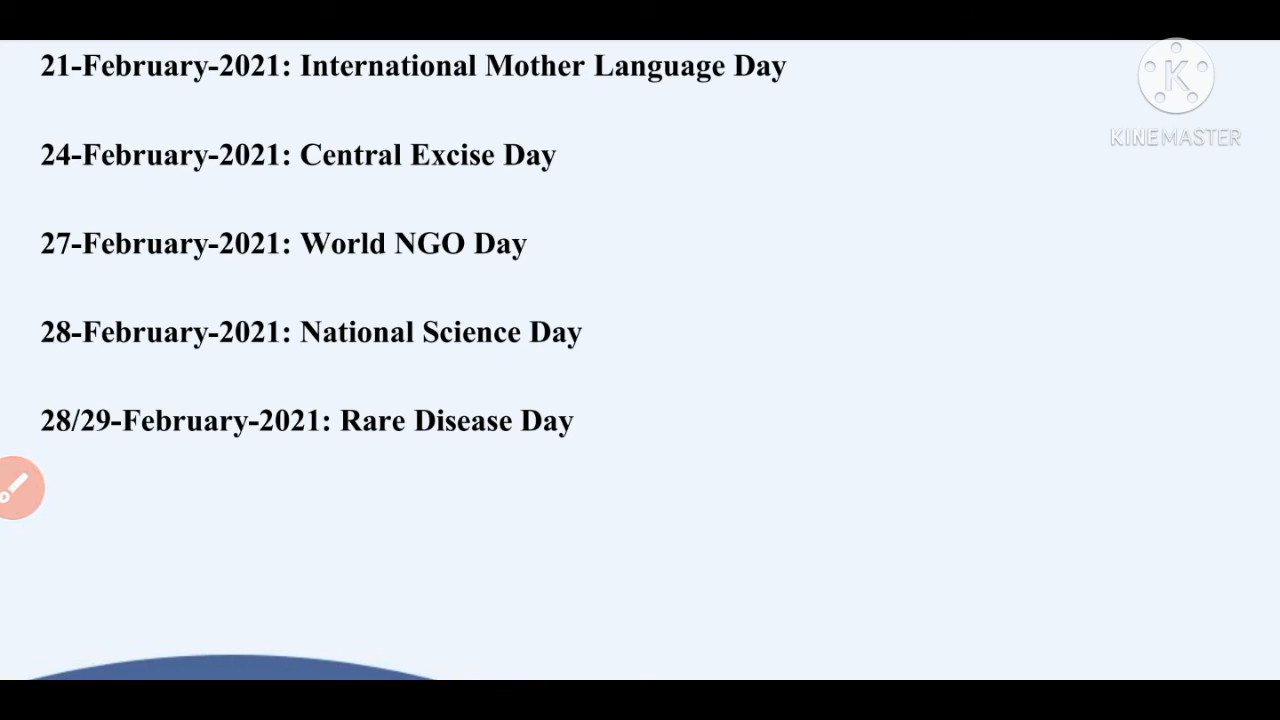 21-February-2021: International Mother Language Day
24-February-2021: Central Excise Day
27-February-2021: World NGO Day
28-February-2021: National Science Day
28/29-February-2021: Rare Disease Day
K
KINEMASTER